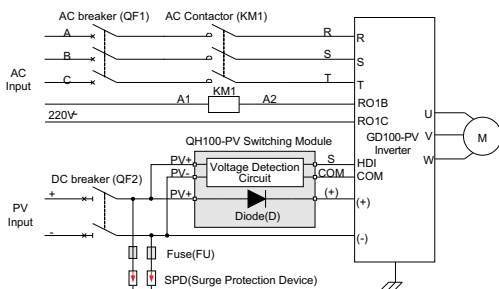 AC breaker (QF1) AC Contactor (KM1)
A R R
B S S
C T T
AC
Input
KM1
A1 A2 RO1B
220V~ RO1C
GD100-PV
Inverter
U
V
W
M
QH100-PV Switching Module
PV+ Voltage Detection S HDI
PV- Circuit COM COM
DC breaker (QF2)
PV+ (+) (+)
Diode(D)
+
PV
Input
- (-)
Fuse(FU)
SPD(Surge Protection Device)